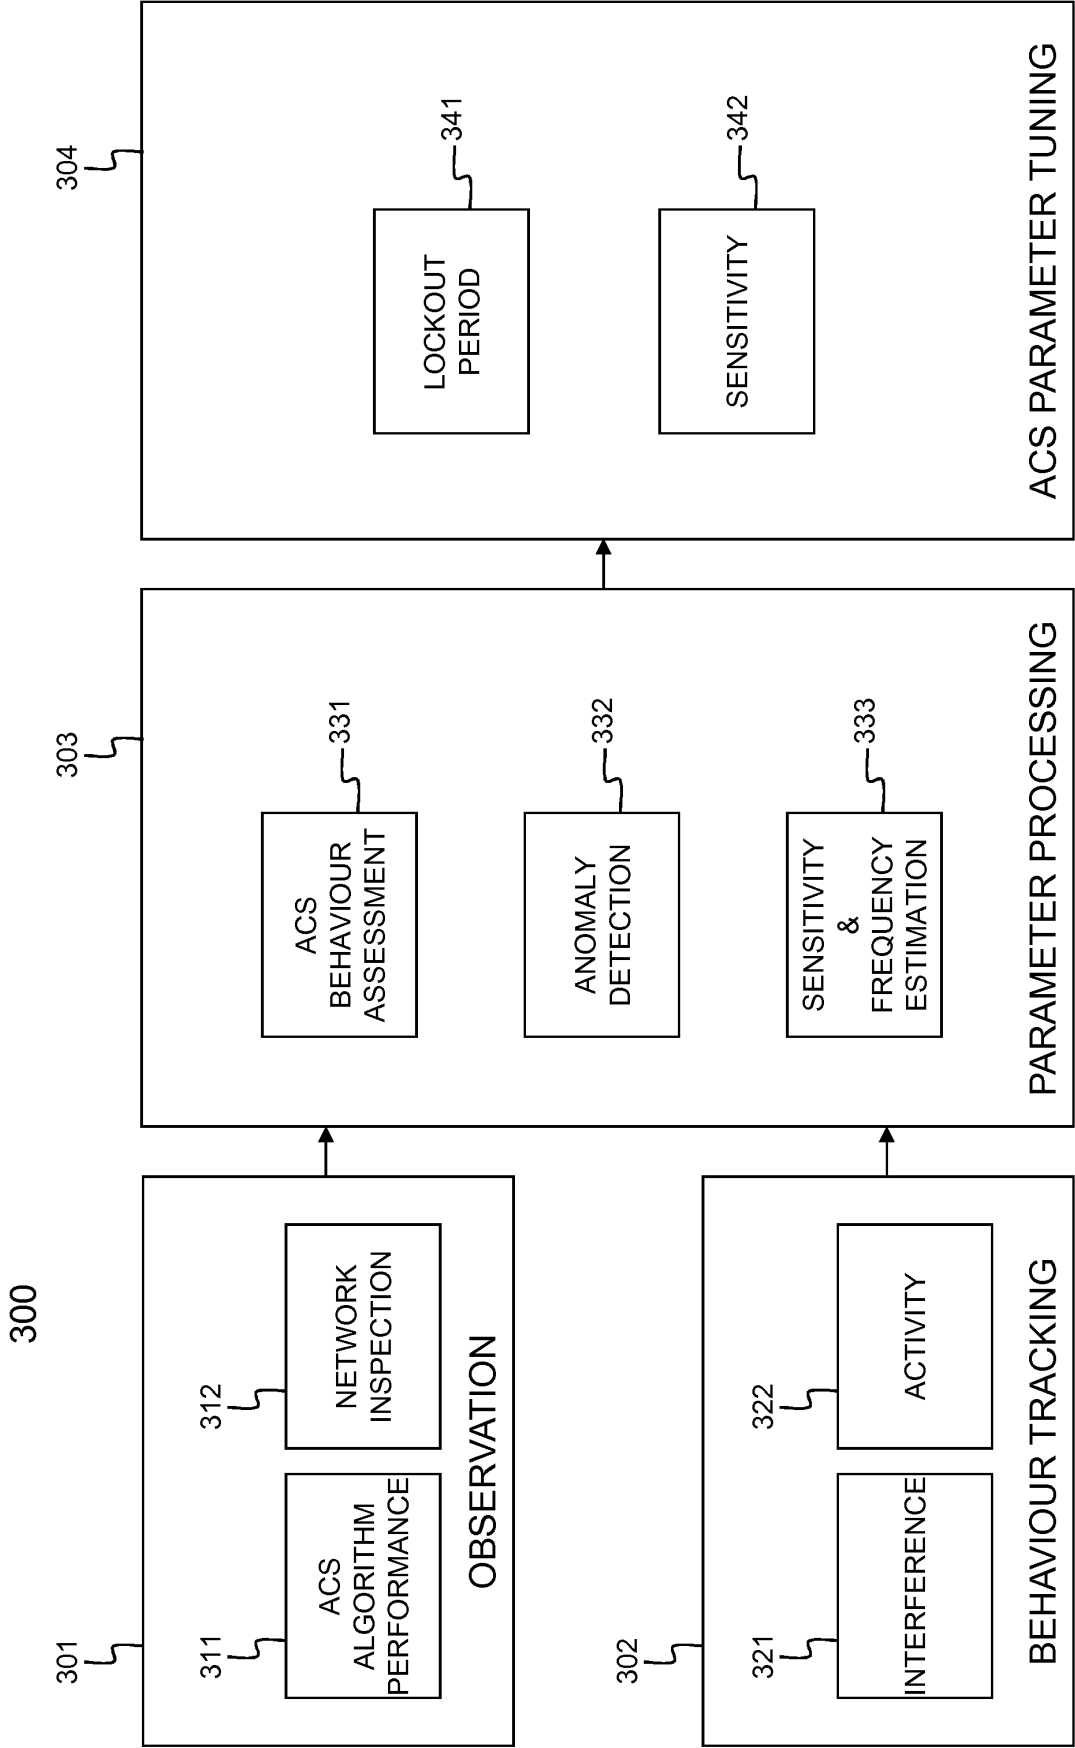 300
301
311
ACS
ALGORITHM
PERFORMANCE
312
NETWORK
INSPECTION
OBSERVATION
302
321
INTERFERENCE
322
ACTIVITY
BEHAVIOUR TRACKING
303
331
ACS
BEHAVIOUR
ASSESSMENT
332
ANOMALY
DETECTION
333
SENSITIVITY
&
FREQUENCY
ESTIMATION
PARAMETER PROCESSING
304
341
LOCKOUT
PERIOD
342
SENSITIVITY
ACS PARAMETER TUNING